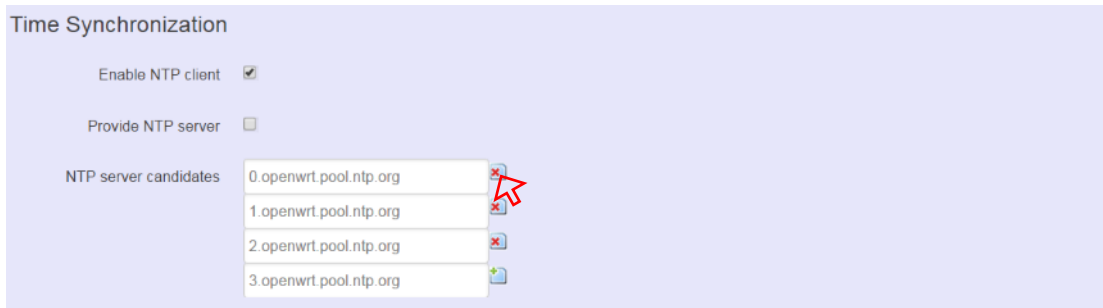 Time Synchronization
Enable NTP client
Provide NTP server
NTP server candidates 0.openwrt.pool.ntp.org
1.openwrt.pool.ntp.org
2.openwrt.pool.ntp.org
3.openwrt.pool.ntp.org